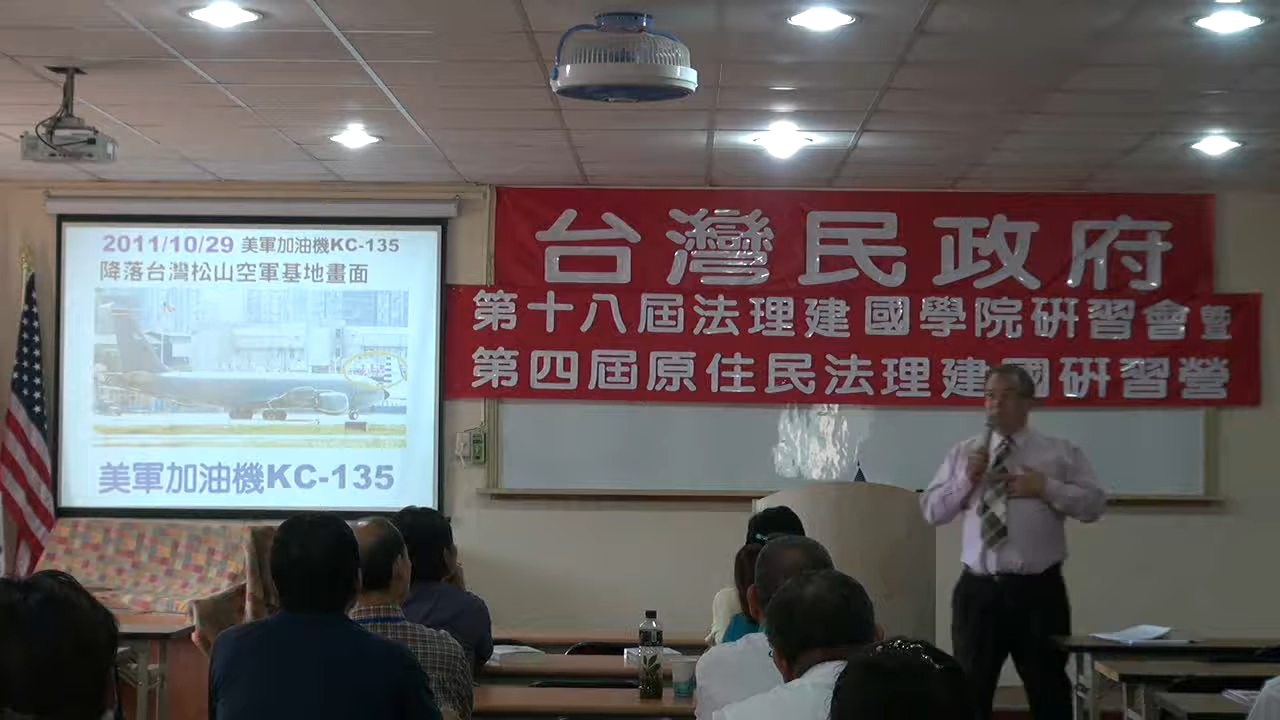 2011/10/29 美軍加油機KC-135
降落台灣松山空軍基地畫面
美軍加油機KC-135
台灣民政府
第十八屆法理建國學院研習會暨
第四屆原住民法理建國研習營